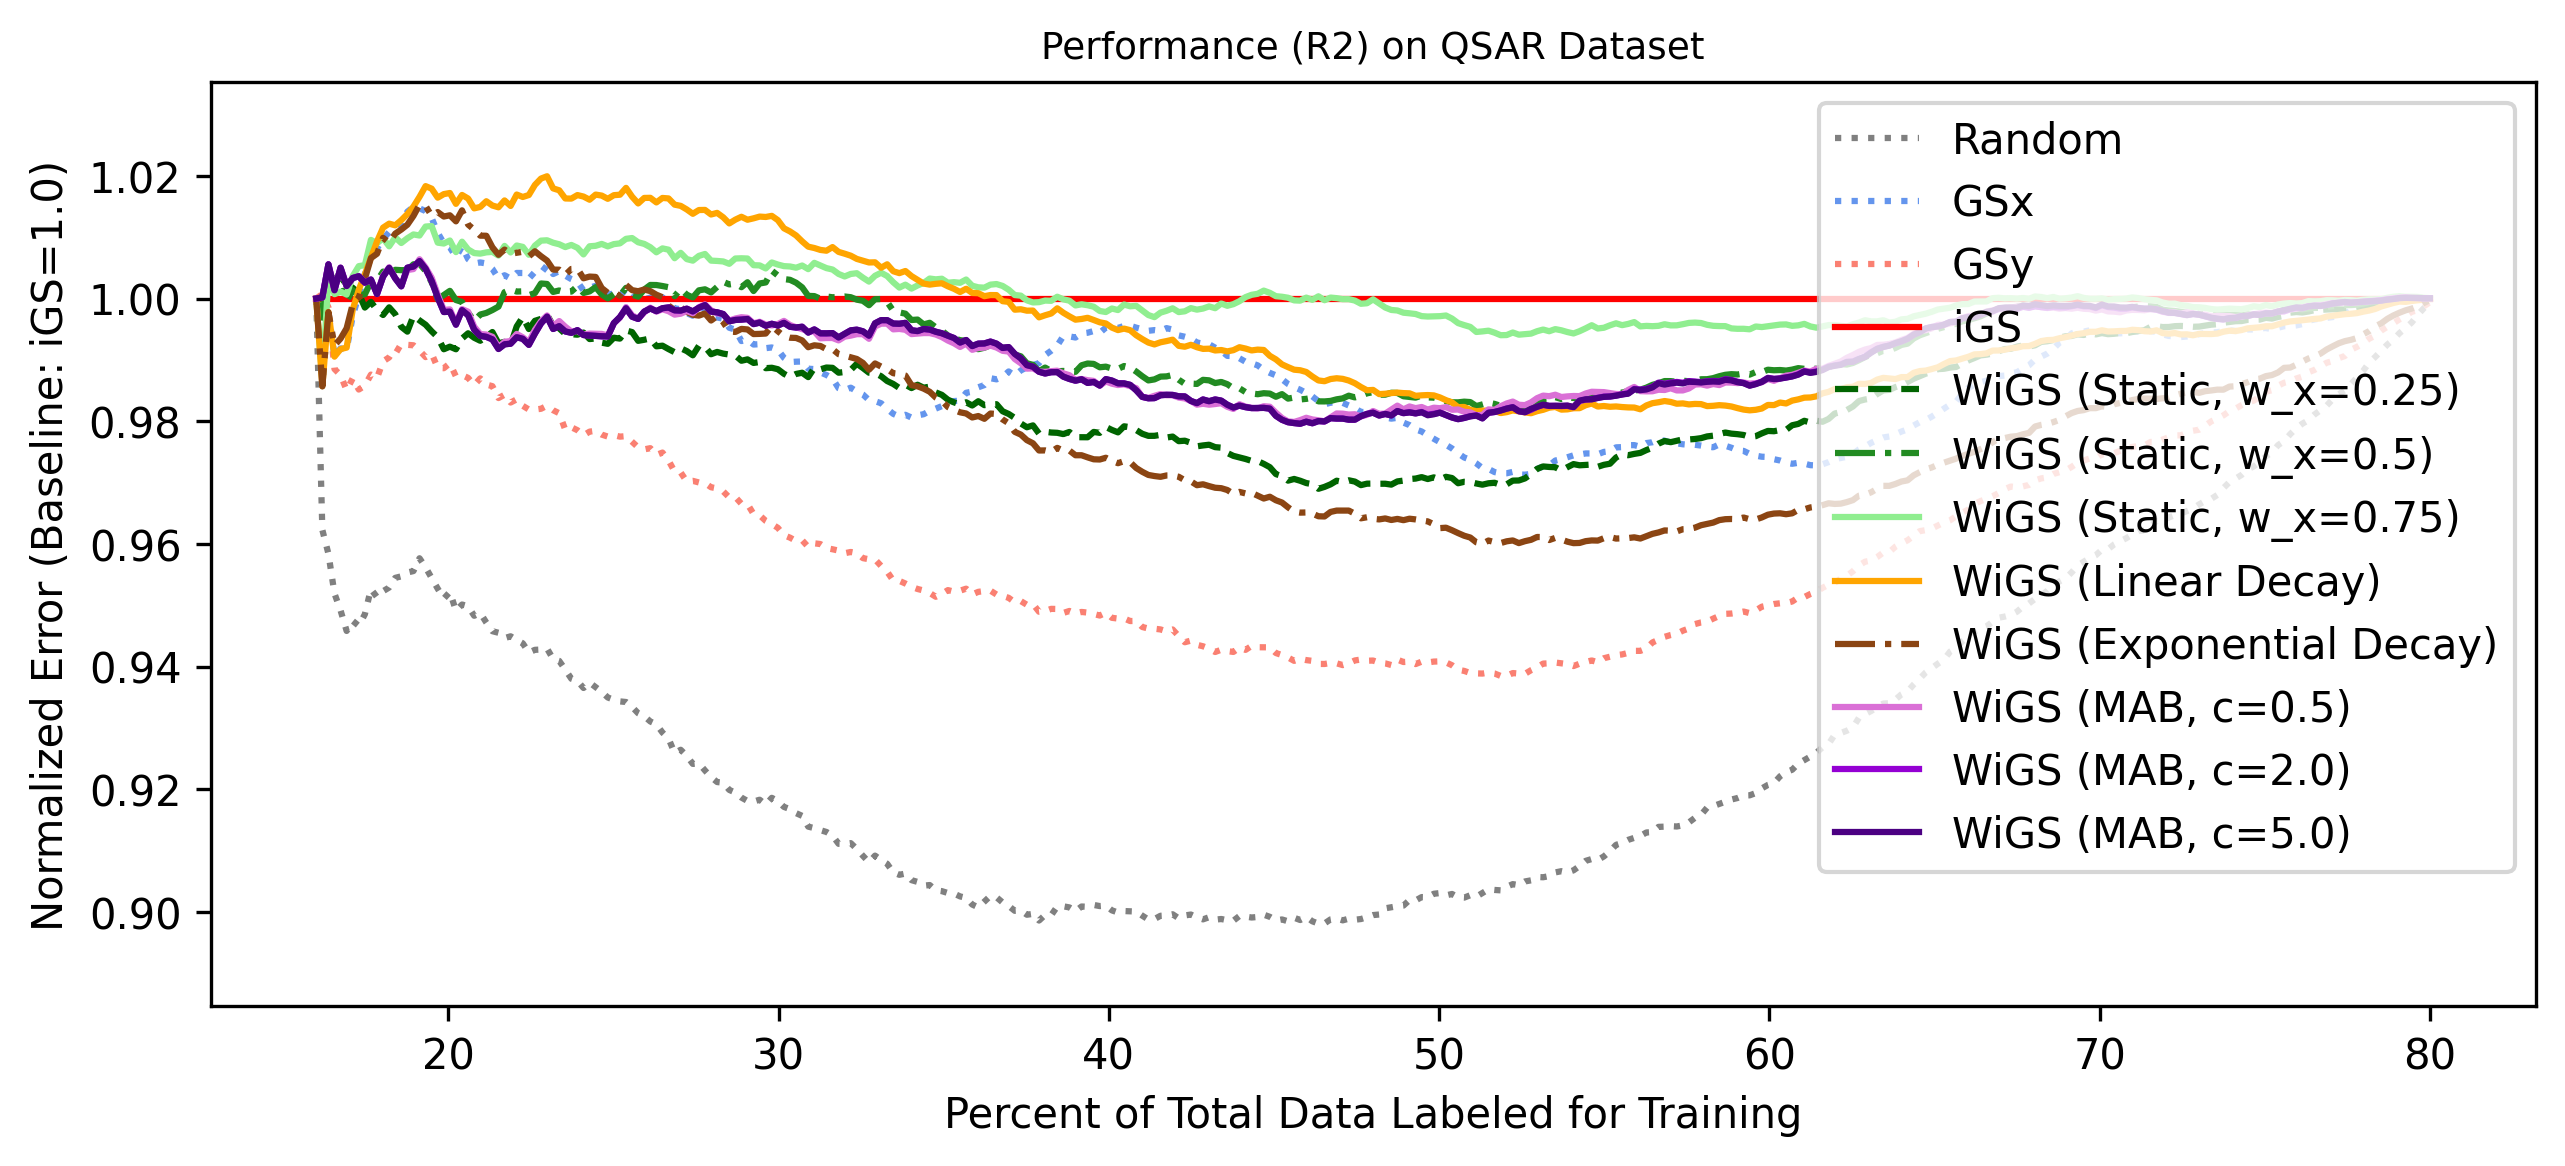 Performance (R2) on QSAR Dataset
Normalized Error (Baseline: iGS=1.0)
1.02
1.00
0.98
0.96
0.94
0.92
0.90
20
30
40
50
60
70
80
Percent of Total Data Labeled for Training
Random
GSx
GSy
iGS
WiGS (Static, w_x=0.25)
WiGS (Static, w_x=0.5)
WiGS (Static, w_x=0.75)
WiGS (Linear Decay)
WiGS (Exponential Decay)
WiGS (MAB, c=0.5)
WiGS (MAB, c=2.0)
WiGS (MAB, c=5.0)